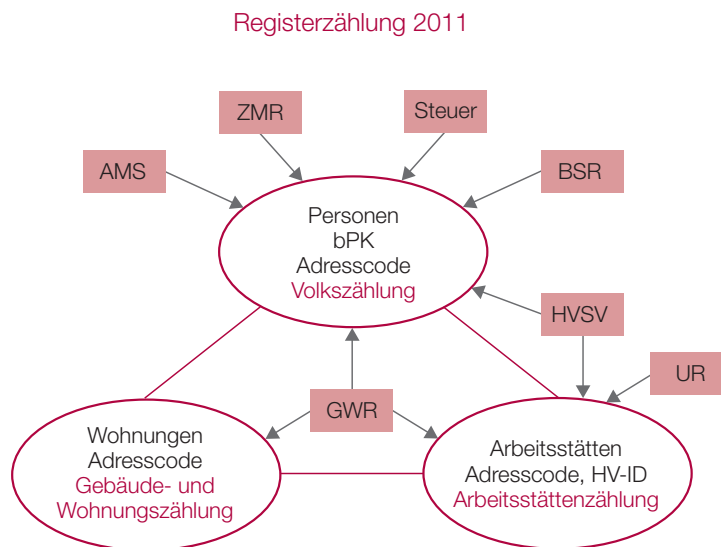 Registerzählung 2011
ZMR
Steuer
AMS
BSR
Personen
bPK
Adresscode
Volkszählung
HVSV
UR
GWR
Wohnungen
Adresscode
Gebäude- und
Wohnungszählung
Arbeitsstätten
Adresscode, HV-ID
Arbeitsstättenzählung